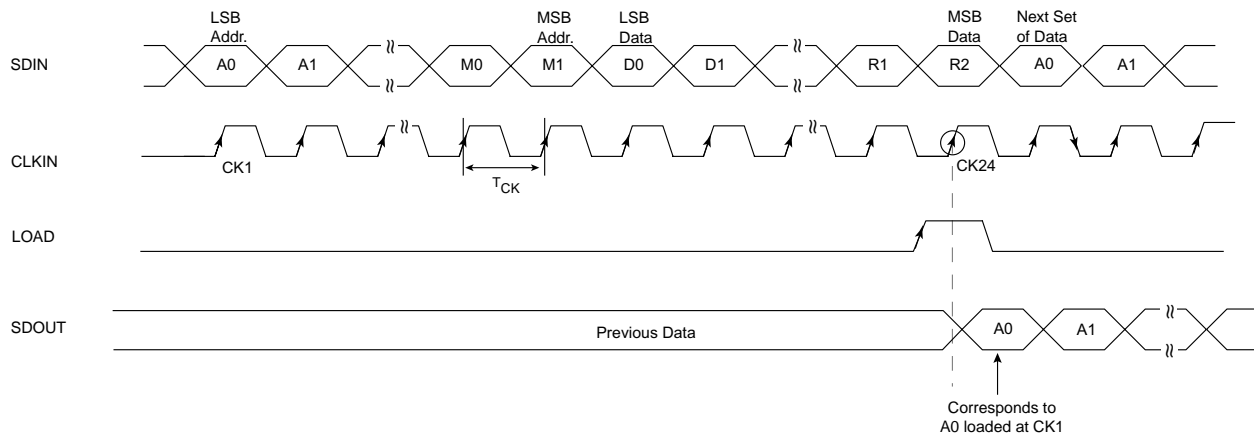 LSB
Addr.
MSB
Addr.
LSB
Data
MSB
Data
Next Set
of Data
SDIN
A0
A1
M0
M1
D0
D1
R1
R2
A0
A1
CLKIN
CK1
TCK
CK24
LOAD
SDOUT
Previous Data
A0
A1
Corresponds to
A0 loaded at CK1